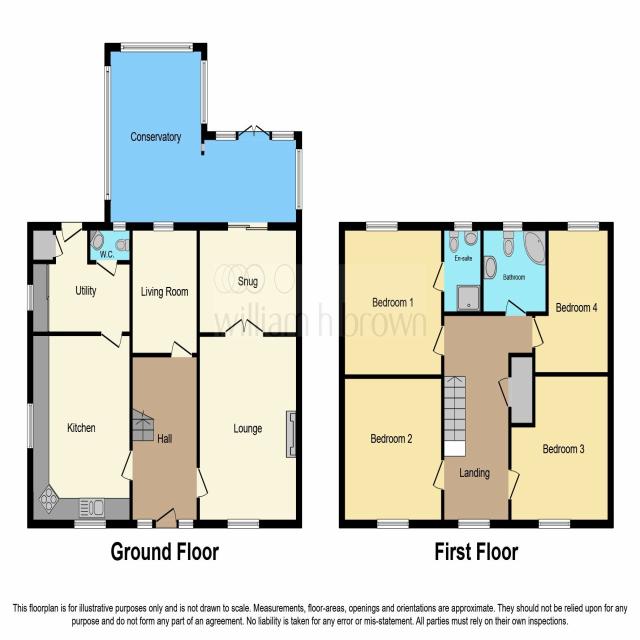 Conservatory
W.C.
Utility
Living Room
Snug
Kitchen
Hall
Lounge
En-suite
Bathroom
Bedroom 1
Bedroom 4
Bedroom 2
Bedroom 3
Landing
william h brown
Ground Floor
First Floor
This floorplan is for illustrative purposes only and is not drawn to scale. Measurements, floor-areas, openings and orientations are approximate. They should not be relied upon for any
purpose and do not form any part of an agreement. No liability is taken for any error or mis-statement. All parties must rely on their own inspections.